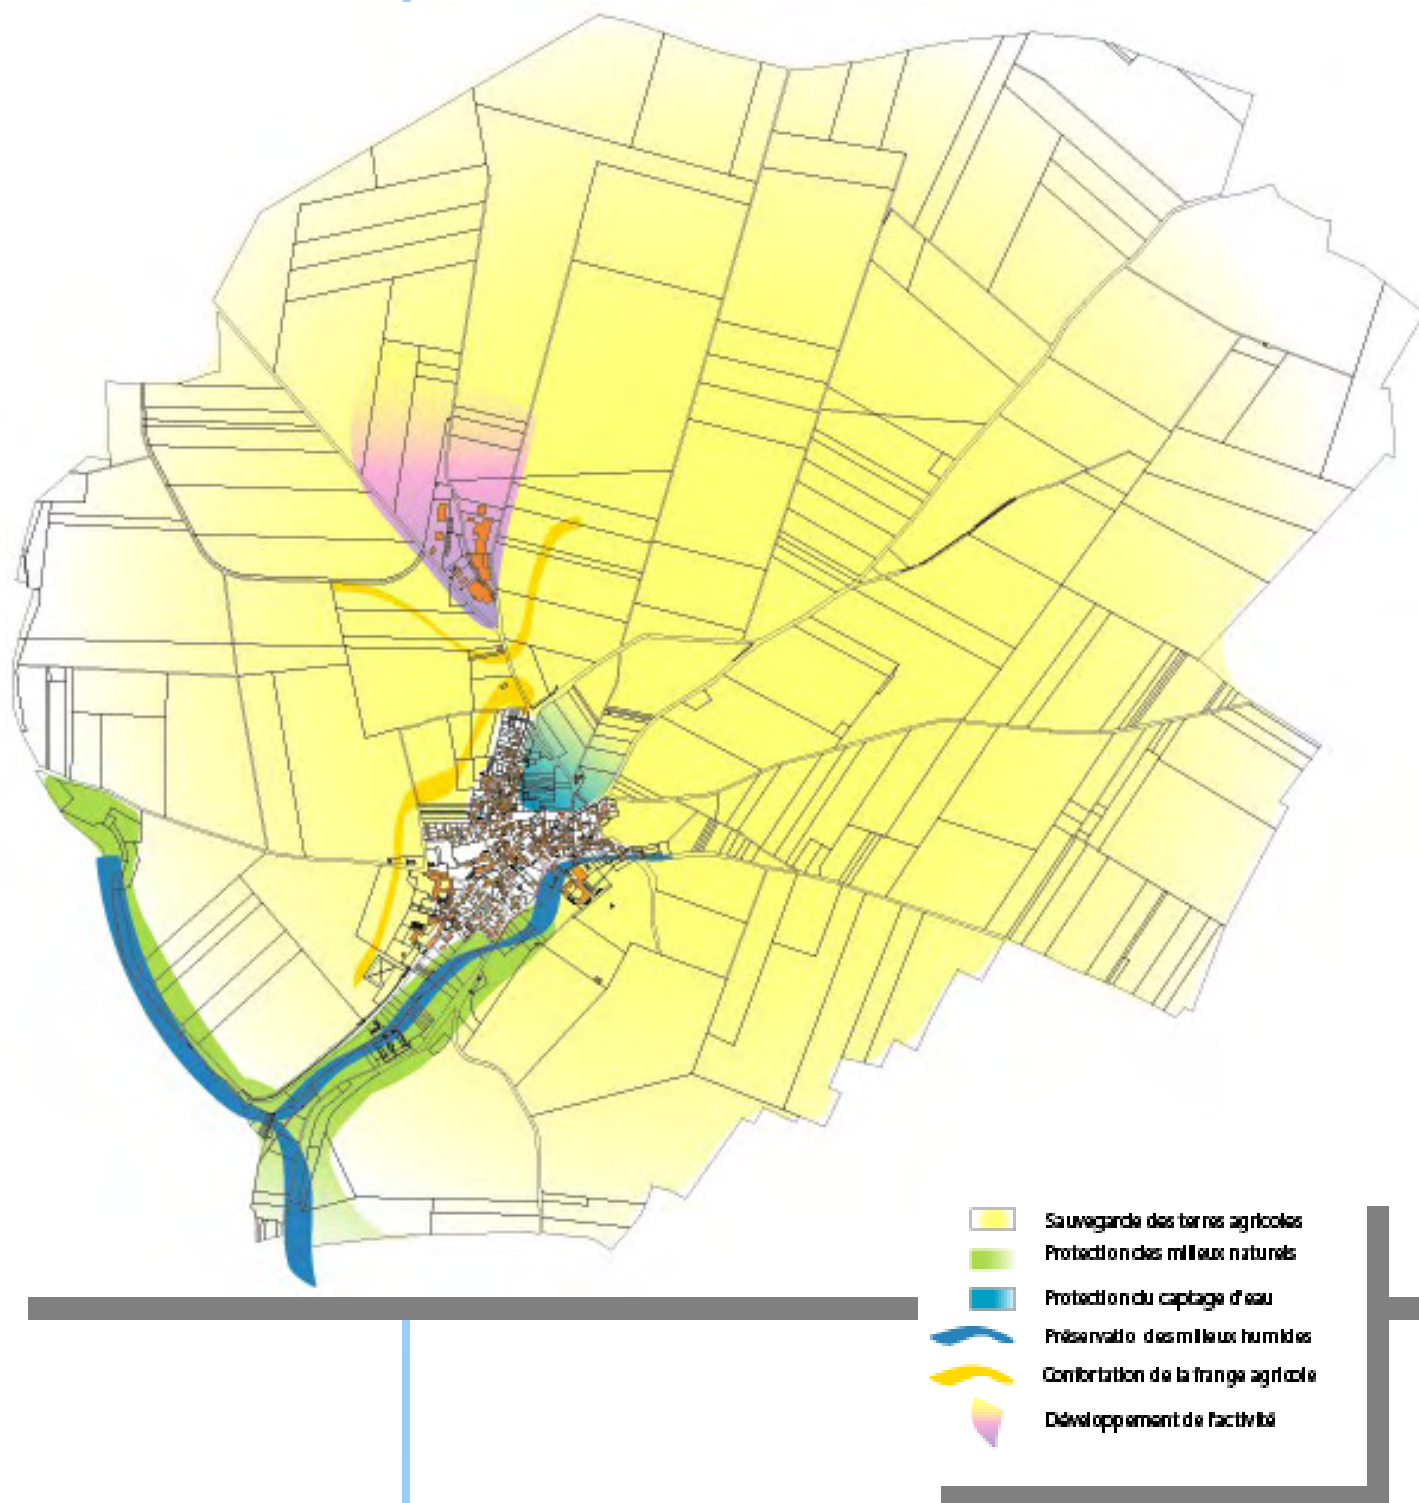 Sauvegarde des terres agricoles
Protection des milieux naturels
Protection du captage d'eau
Préservatio des milieux humides
Confortation de la frange agricole
Développement de l'activité